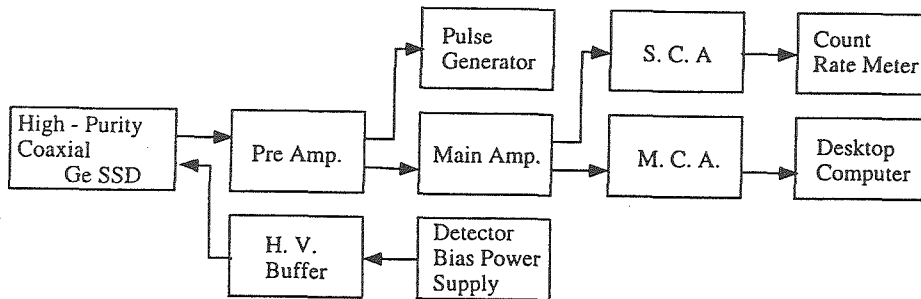 Pulse
Generator
S. C. A
Count
Rate Meter
High - Purity
Coaxial
Ge SSD
Pre Amp.
Main Amp.
M. C. A.
Desktop
Computer
H. V.
Buffer
Detector
Bias Power
Supply